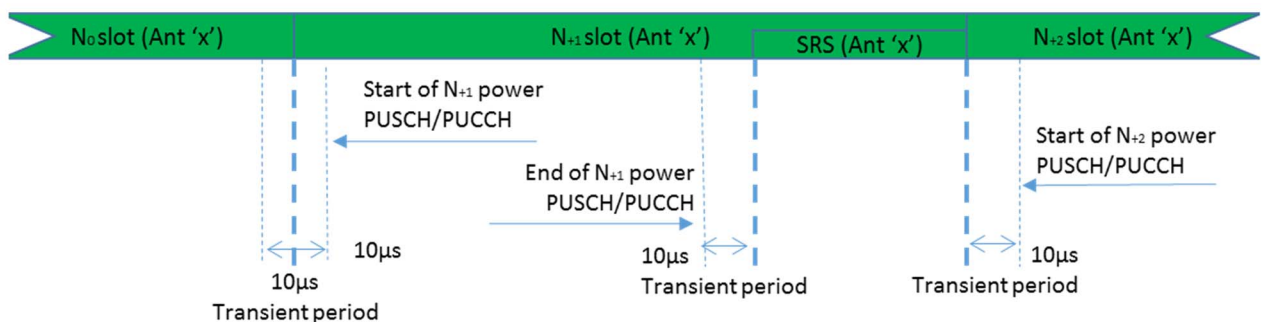 N0 slot (Ant ‘x’)
N+1 slot (Ant ‘x’)
SRS (Ant ‘x’)
N+2 slot (Ant ‘x’)
Start of N+1 power
PUSCH/PUCCH
Start of N+2 power
PUSCH/PUCCH
End of N+1 power
PUSCH/PUCCH
10µs
10µs
Transient period
10µs
Transient period
10µs
Transient period